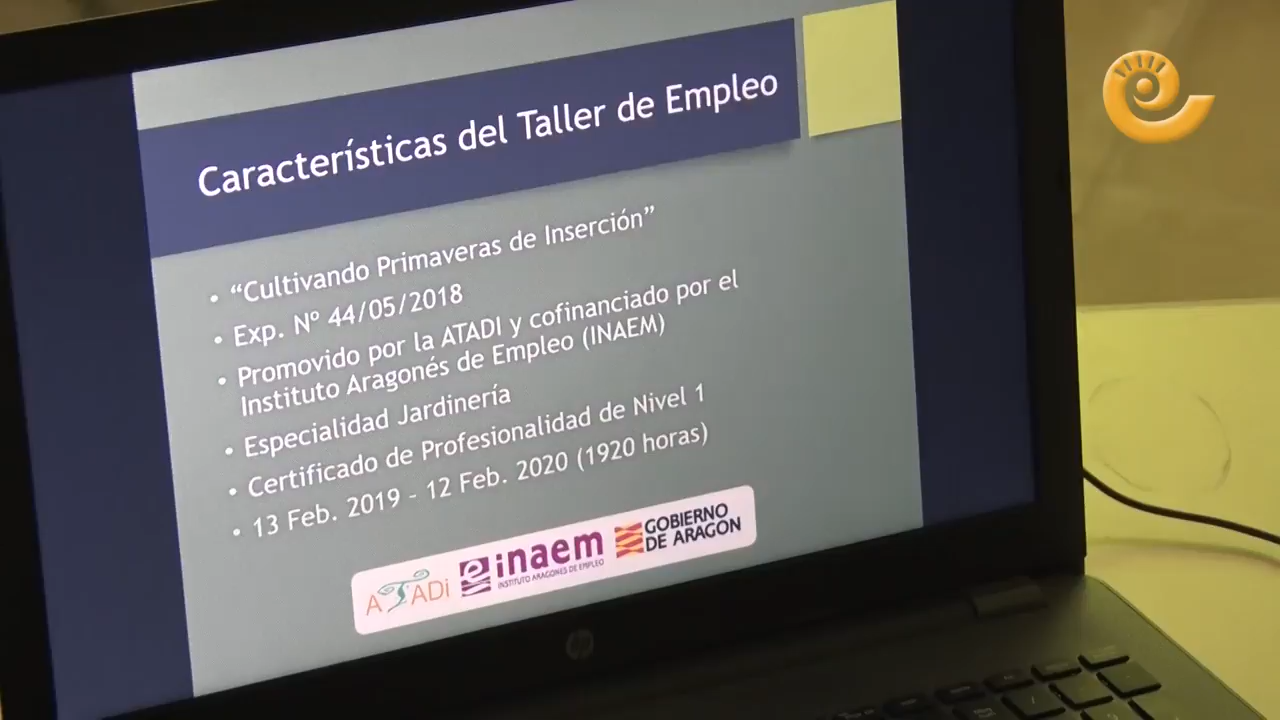 Características del Taller de Empleo
• “Cultivando Primaveras de Inserción”
• Exp. Nº 44/05/2018
• Promovido por la ATADI y cofinanciado por el
Instituto Aragonés de Empleo (INAEM)
• Especialidad Jardinería
• Certificado de Profesionalidad de Nivel 1
• 13 Feb. 2019 - 12 Feb. 2020 (1920 horas)
ATADi
inaem
INSTITUTO ARAGONES DE EMPLEO
GOBIERNO
DE ARAGON
hp